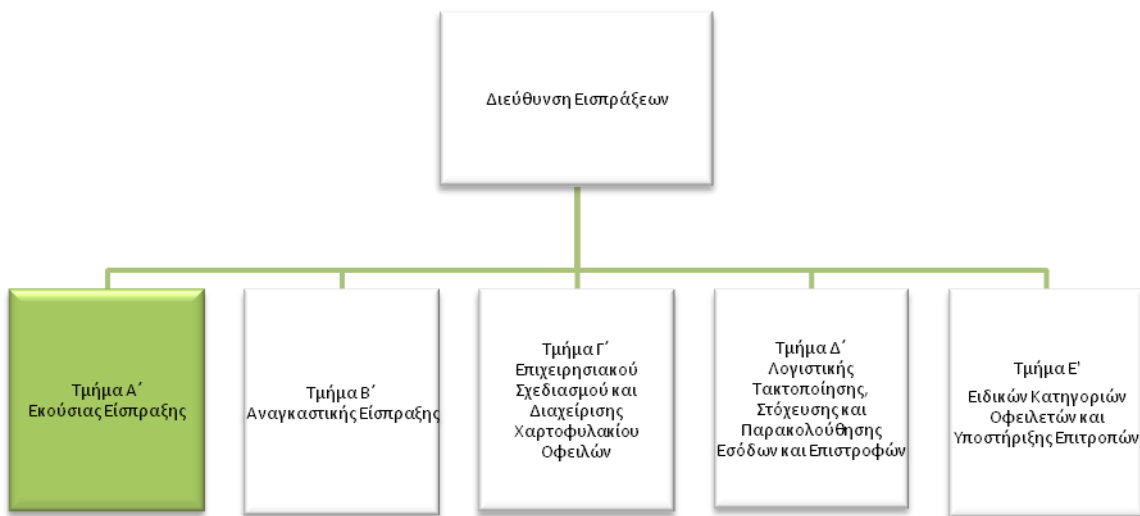 Διεύθυνση Εισπράξεων
Τμήμα Α΄
Εκούσιας Είσπραξης
Τμήμα Β΄
Αναγκαστικής Είσπραξης
Τμήμα Γ΄
Επιχειρησιακού
Σχεδιασμού και
Διαχείρισης
Χαρτοφυλακίου
Οφειλών
Τμήμα Δ΄
Λογιστικής
Τακτοποίησης,
Στόχευσης και
Παρακολούθησης
Εσόδων και Επιστροφών
Τμήμα Ε'
Ειδικών Κατηγοριών
Οφειλετών και
Υποστήριξης Επιτροπών